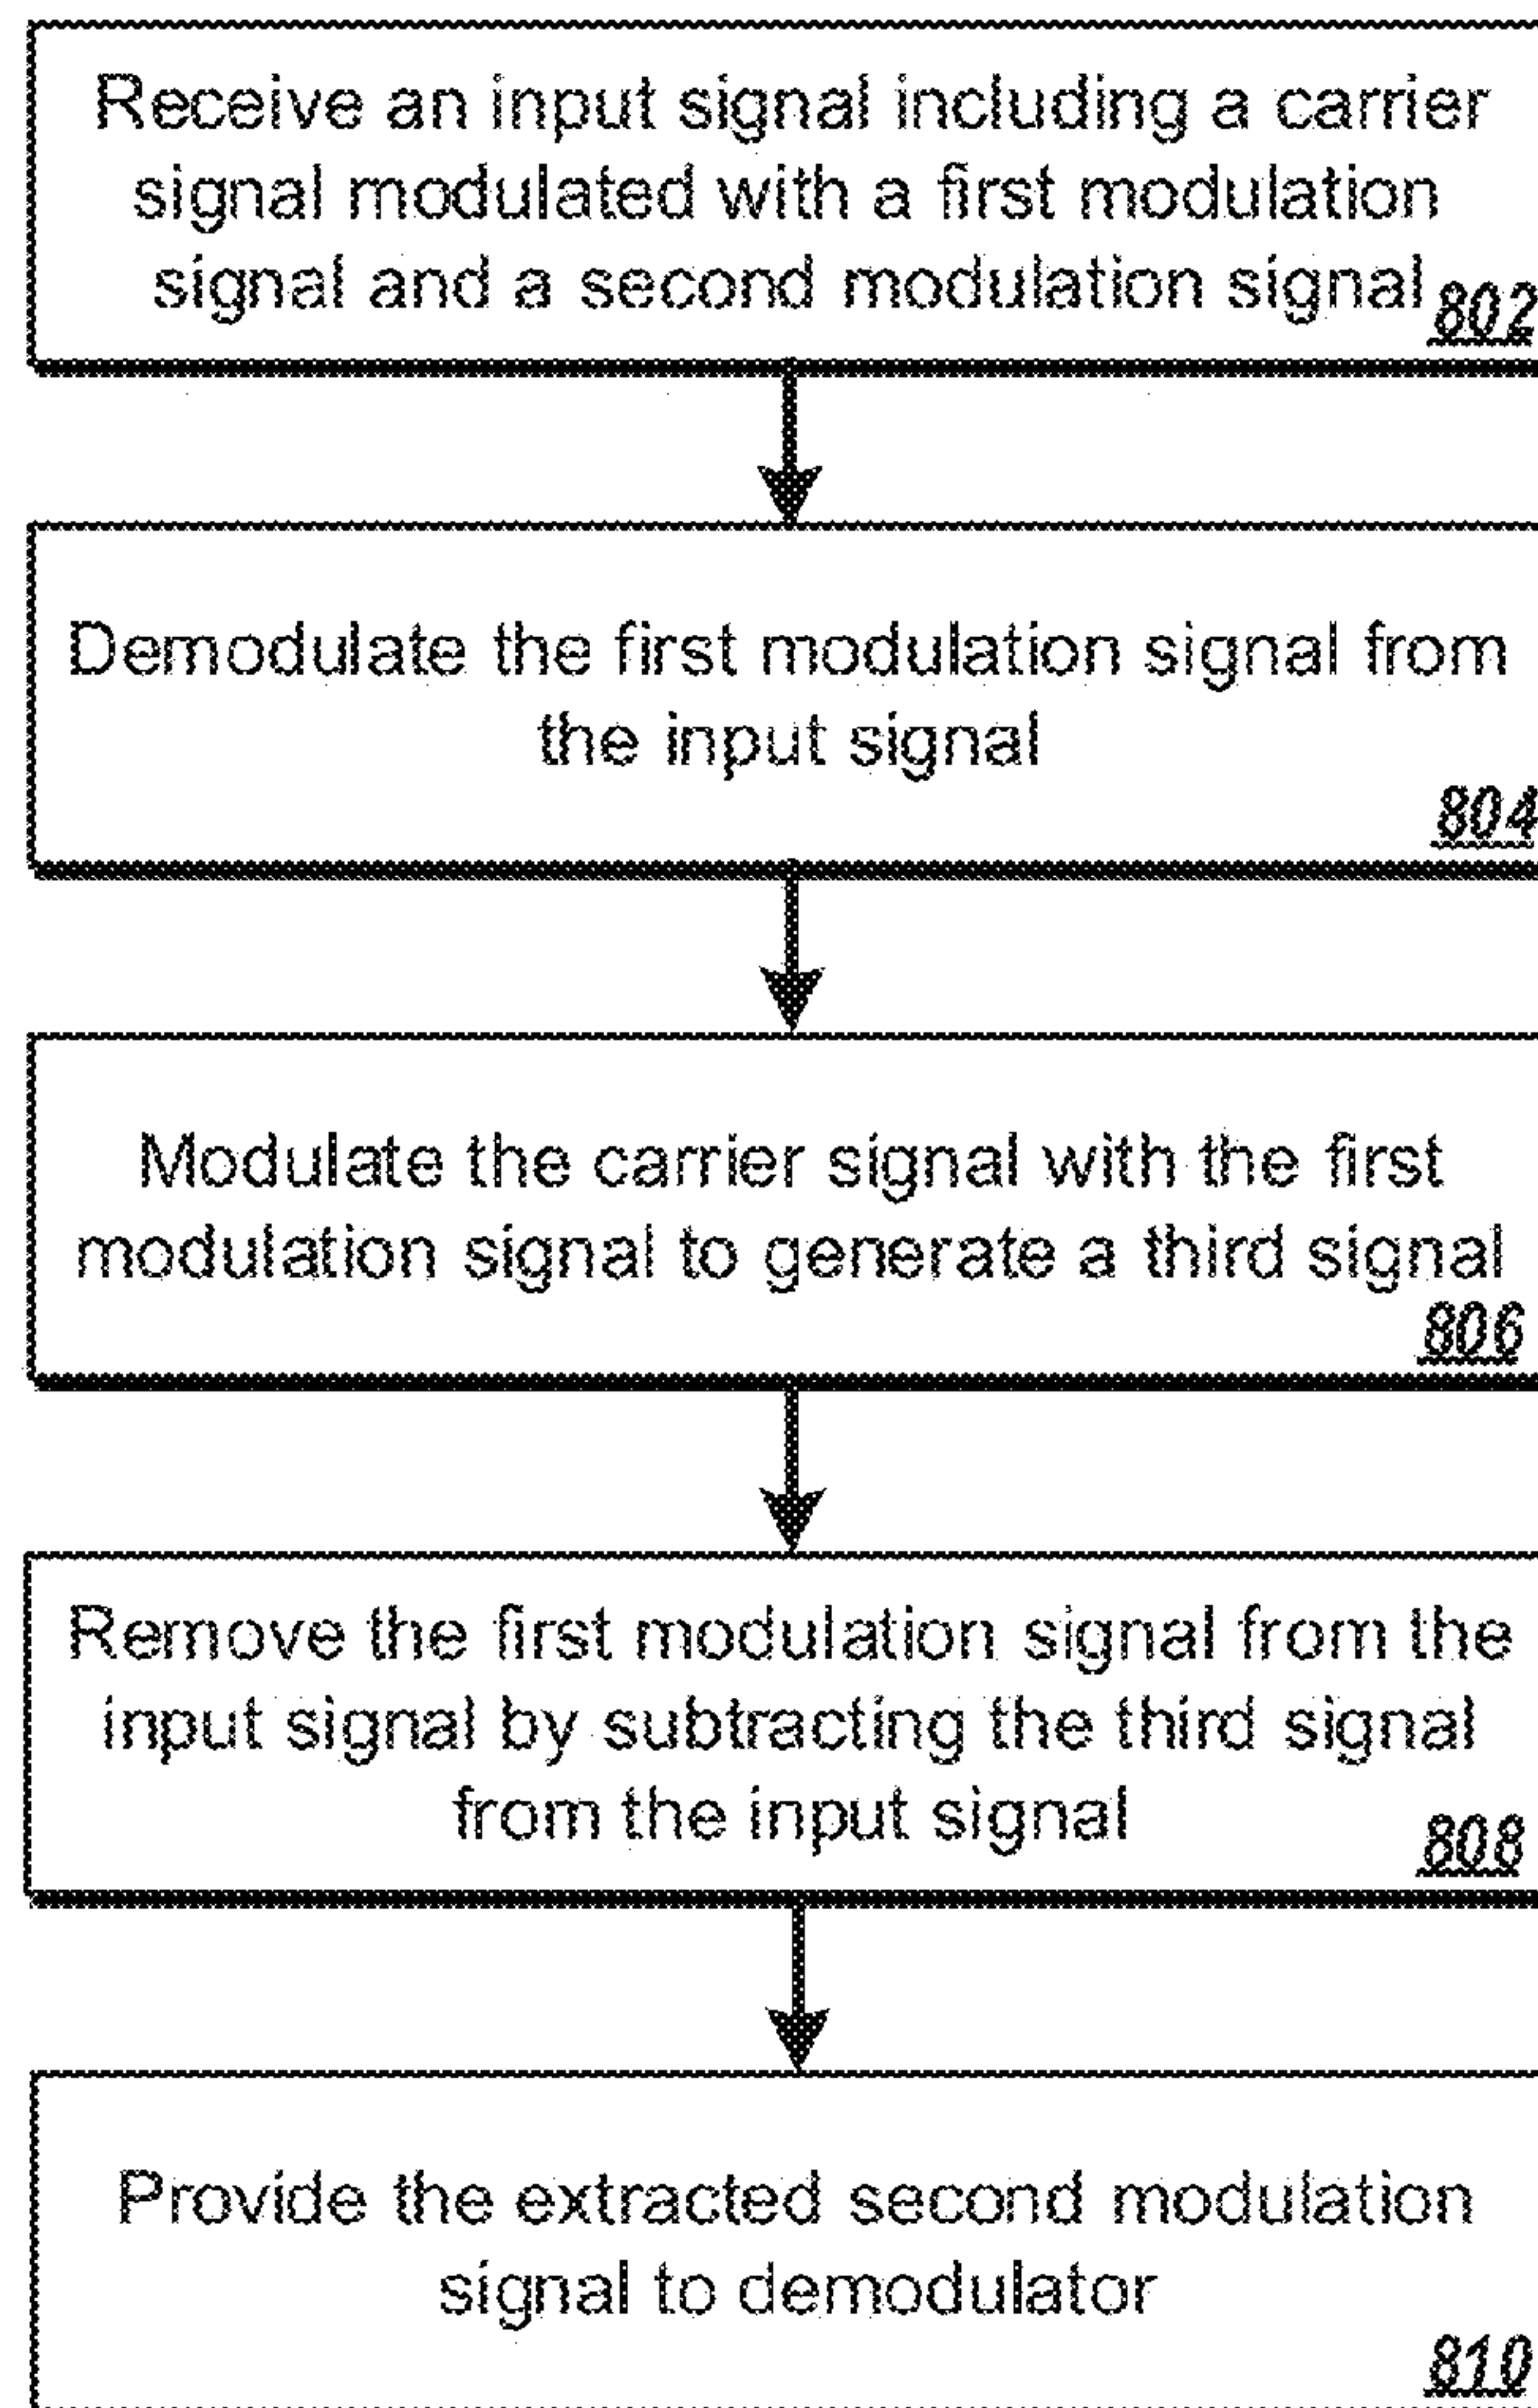 Receive an input signal including a carrier
signal modulated with a first modulation
signal and a second modulation signal 802
Demodulate the first modulation signal from
the input signal
804
Modulate the carrier signal with the first
modulation signal to generate a third signal
806
Remove the first modulation signal from the
input signal by subtracting the third signal
from the input signal 808
Provide the extracted second modulation
signal to demodulator
810